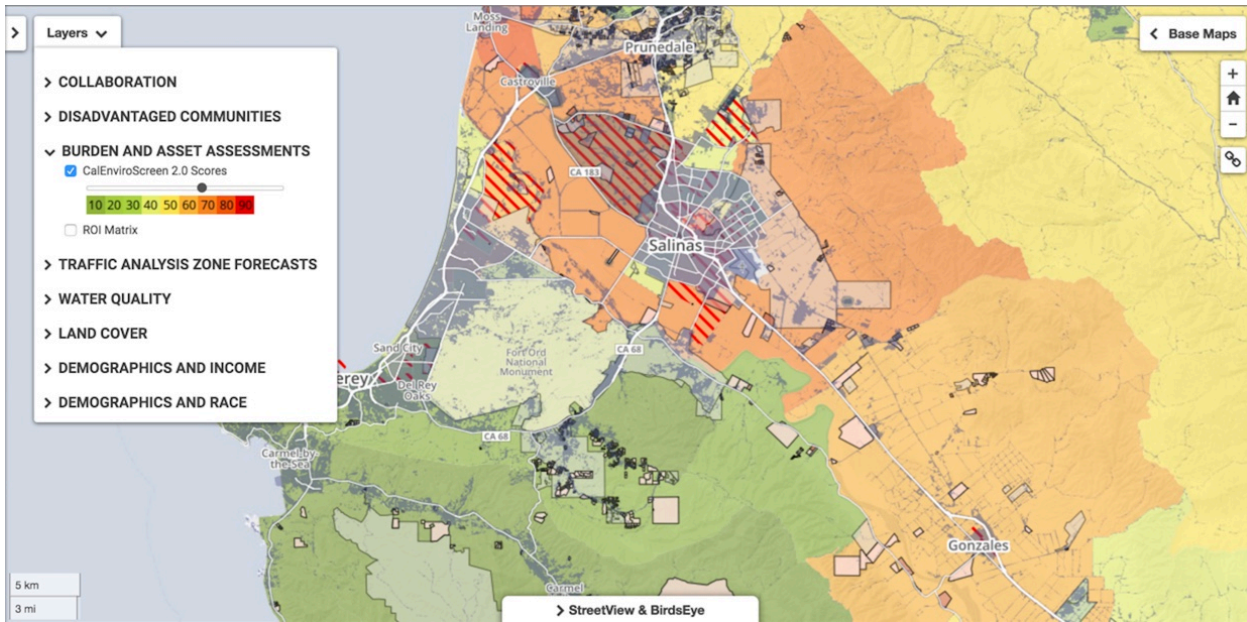 Layers
COLLABORATION
DISADVANTAGED COMMUNITIES
BURDEN AND ASSET ASSESSMENTS
CalEnviroScreen 2.0 Scores
10 20 30 40 50 60 70 80 90
ROI Matrix
TRAFFIC ANALYSIS ZONE FORECASTS
WATER QUALITY
LAND COVER
DEMOGRAPHICS AND INCOME
DEMOGRAPHICS AND RACE
Base Maps
+
−
Moss
Landing
Prunedale
Castroville
CA 183
Salinas
Sand City
Fort Ord
National
Monument
CA 68
erey
Del Rey
Oaks
CA 68
Carmel by
the Sea
Gonzales
Carmel
5 km
3 mi
StreetView & BirdsEye